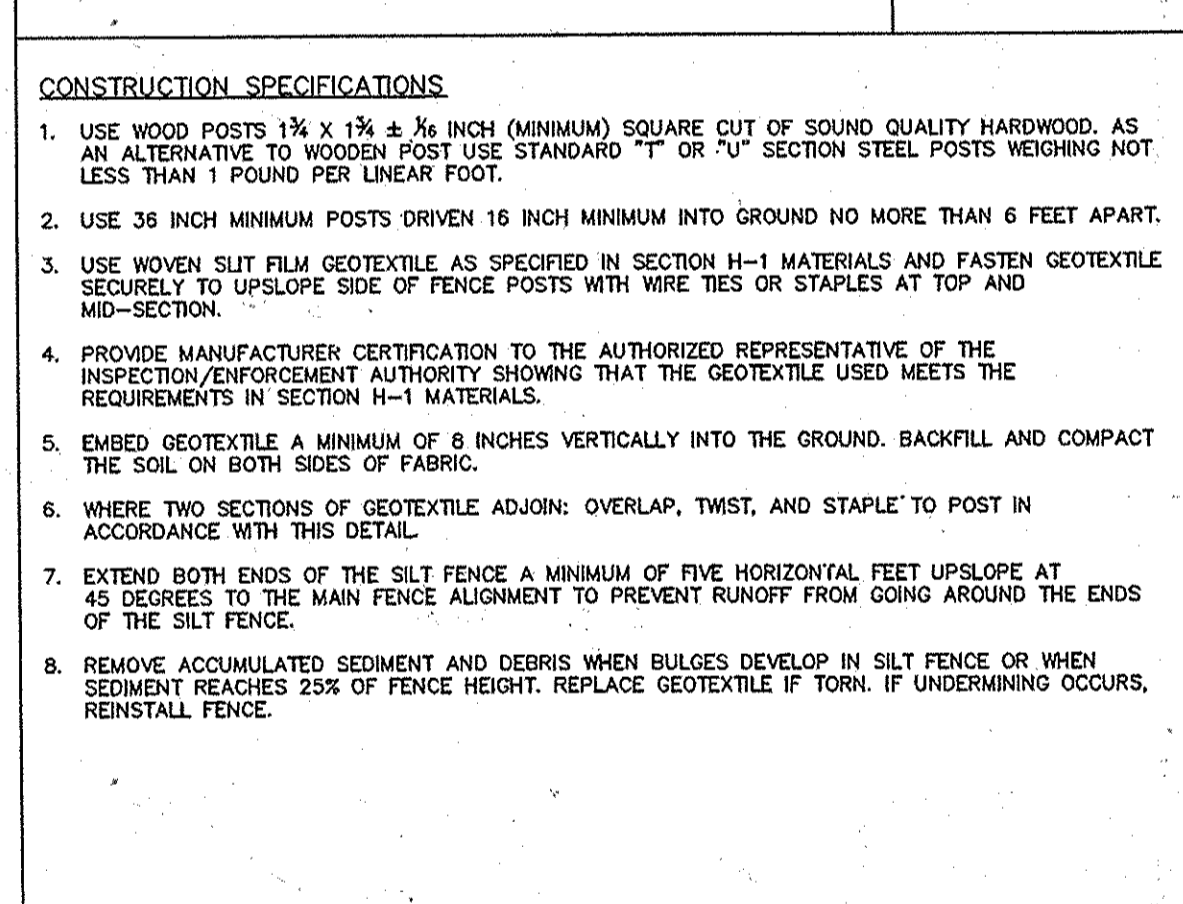 CONSTRUCTION SPECIFICATIONS
1. USE WOOD POSTS 1¾ X 1¾ ± 1/16 INCH (MINIMUM) SQUARE CUT OF SOUND QUALITY HARDWOOD. AS
AN ALTERNATIVE TO WOODEN POST USE STANDARD "T" OR "U" SECTION STEEL POSTS WEIGHING NOT
LESS THAN 1 POUND PER LINEAR FOOT.
2. USE 36 INCH MINIMUM POSTS DRIVEN 16 INCH MINIMUM INTO GROUND NO MORE THAN 6 FEET APART.
3. USE WOVEN SLIT FILM GEOTEXTILE AS SPECIFIED IN SECTION H-1 MATERIALS AND FASTEN GEOTEXTILE
SECURELY TO UPSLOPE SIDE OF FENCE POSTS WITH WIRE TIES OR STAPLES AT TOP AND
MID-SECTION.
4. PROVIDE MANUFACTURER CERTIFICATION TO THE AUTHORIZED REPRESENTATIVE OF THE
INSPECTION/ENFORCEMENT AUTHORITY SHOWING THAT THE GEOTEXTILE USED MEETS THE
REQUIREMENTS IN SECTION H-1 MATERIALS.
5. EMBED GEOTEXTILE A MINIMUM OF 8 INCHES VERTICALLY INTO THE GROUND. BACKFILL AND COMPACT
THE SOIL ON BOTH SIDES OF FABRIC.
6. WHERE TWO SECTIONS OF GEOTEXTILE ADJOIN: OVERLAP, TWIST, AND STAPLE TO POST IN
ACCORDANCE WITH THIS DETAIL
7. EXTEND BOTH ENDS OF THE SILT FENCE A MINIMUM OF FIVE HORIZONTAL FEET UPSLOPE AT
45 DEGREES TO THE MAIN FENCE ALIGNMENT TO PREVENT RUNOFF FROM GOING AROUND THE ENDS
OF THE SILT FENCE.
8. REMOVE ACCUMULATED SEDIMENT AND DEBRIS WHEN BULGES DEVELOP IN SILT FENCE OR WHEN
SEDIMENT REACHES 25% OF FENCE HEIGHT. REPLACE GEOTEXTILE IF TORN. IF UNDERMINING OCCURS,
REINSTALL FENCE.